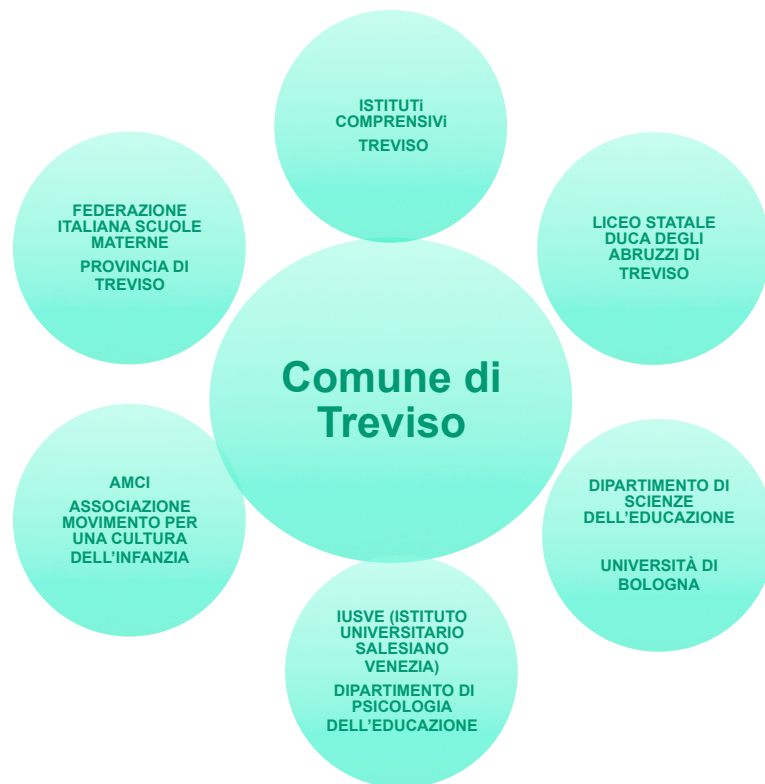 ISTITUTi
COMPRENSIVi
TREVISO
FEDERAZIONE
ITALIANA SCUOLE
MATERNE
PROVINCIA DI
TREVISO
LICEO STATALE
DUCA DEGLI
ABRUZZI DI
TREVISO
Comune di
Treviso
AMCI
ASSOCIAZIONE
MOVIMENTO PER
UNA CULTURA
DELL’INFANZIA
DIPARTIMENTO DI
SCIENZE
DELL’EDUCAZIONE
UNIVERSITÀ DI
BOLOGNA
IUSVE (ISTITUTO
UNIVERSITARIO
SALESIANO
VENEZIA)
DIPARTIMENTO DI
PSICOLOGIA
DELL’EDUCAZIONE